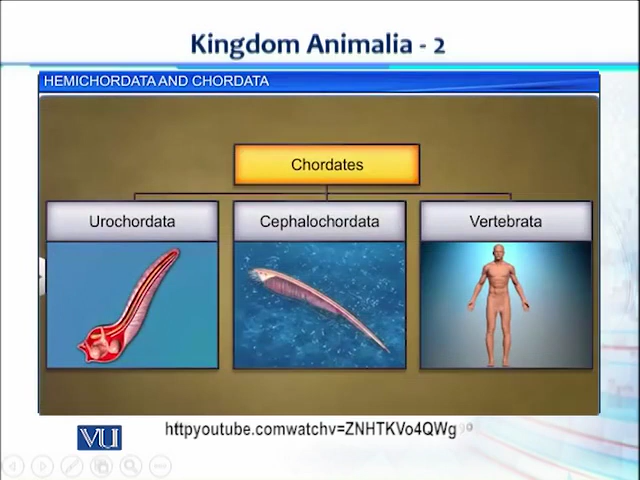 Kingdom Animalia - 2
HEMICHORDATA AND CHORDATA
Chordates
Urochordata
Cephalochordata
Vertebrata
httpyoutube.comwatchv=ZNHTKVo4QWg
VU